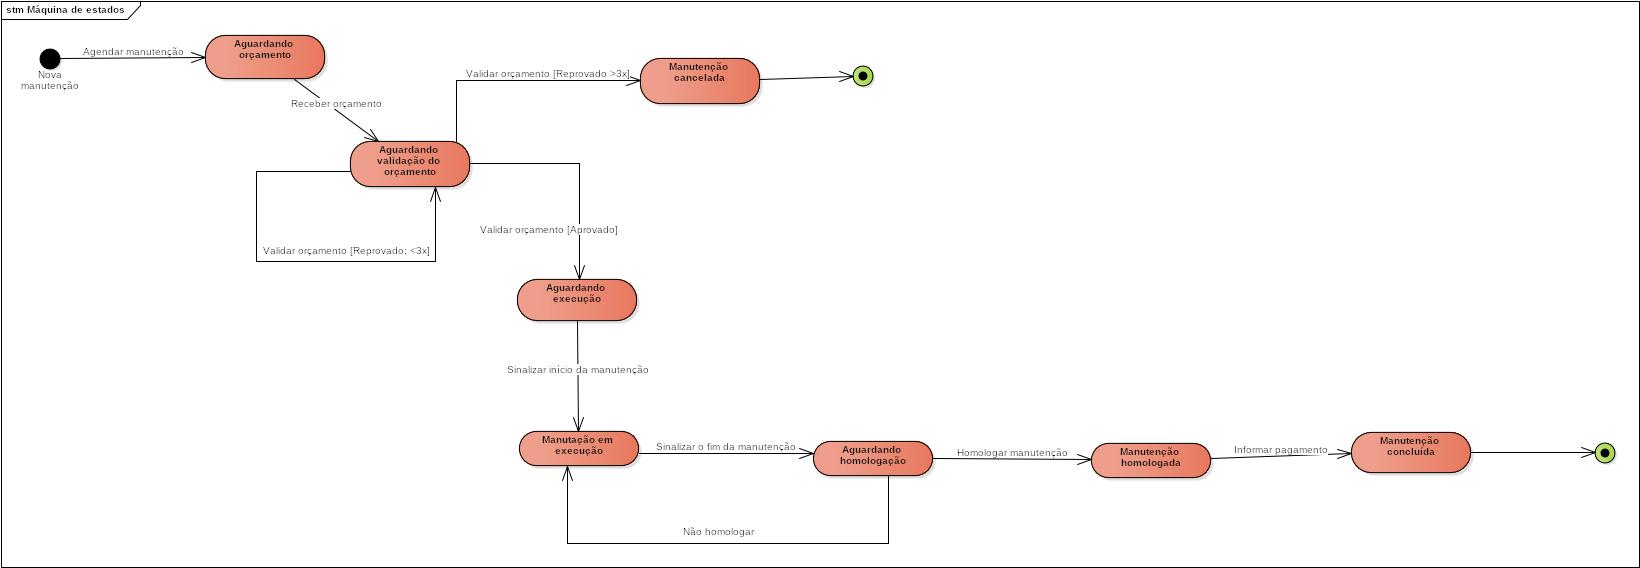 stm Máquina de estados
Agendar manutenção
Nova
manutenção
Aguardando
orçamento
Receber orçamento
Validar orçamento [Reprovado >3x]
Manutenção
cancelada
Aguardando
validação do
orçamento
Validar orçamento [Reprovado; <3x]
Validar orçamento [Aprovado]
Aguardando
execução
Sinalizar início da manutenção
Manutação em
execução
Sinalizar o fim da manutenção
Aguardando
homologação
Homologar manutenção
Manutenção
homologada
Informar pagamento
Manutenção
concluída
Não homologar